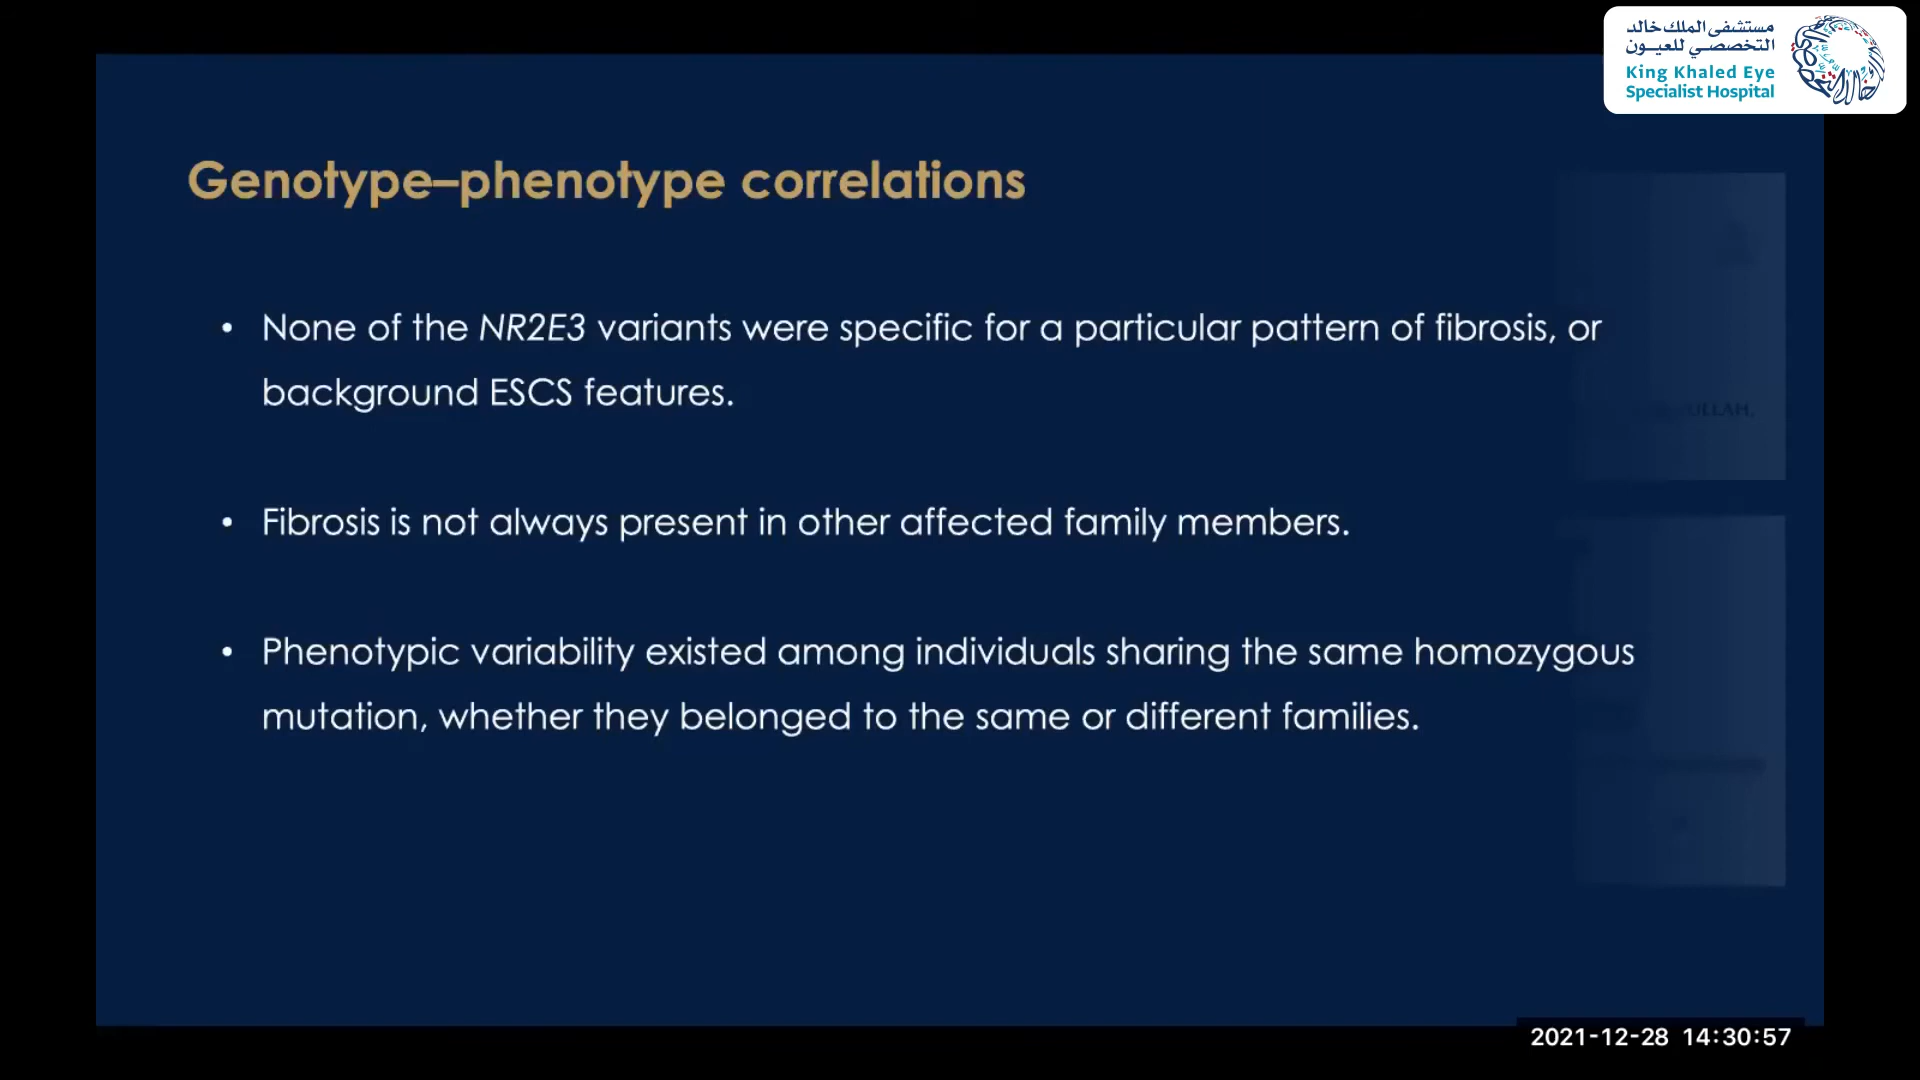 مستشفى الملك خالد
التخصصي للعيون
King Khaled Eye
Specialist Hospital
Genotype–phenotype correlations
• None of the NR2E3 variants were specific for a particular pattern of fibrosis, or
background ESCS features.
• Fibrosis is not always present in other affected family members.
• Phenotypic variability existed among individuals sharing the same homozygous
mutation, whether they belonged to the same or different families.
2021-12-28 14:30:57